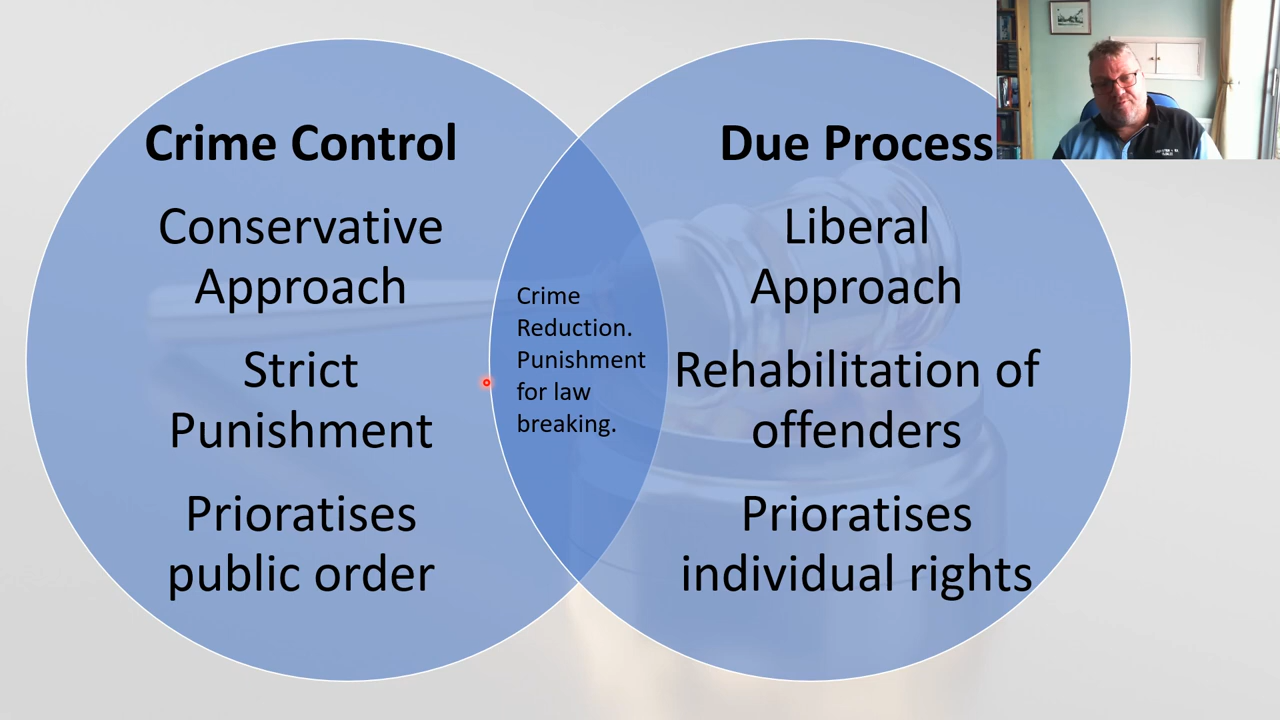 Crime Control
Conservative
Approach
Strict
Punishment
Prioratises
public order
Crime
Reduction.
Punishment
for law
breaking.
Due Process
Liberal
Approach
Rehabilitation of
offenders
Prioratises
individual rights